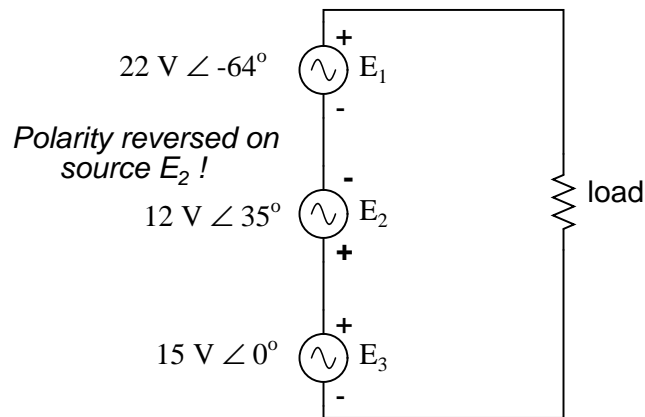 +
22 V ∠ -64°
E₁
-
Polarity reversed on
source E₂ !
-
12 V ∠ 35°
E₂
+
load
+
15 V ∠ 0°
E₃
-